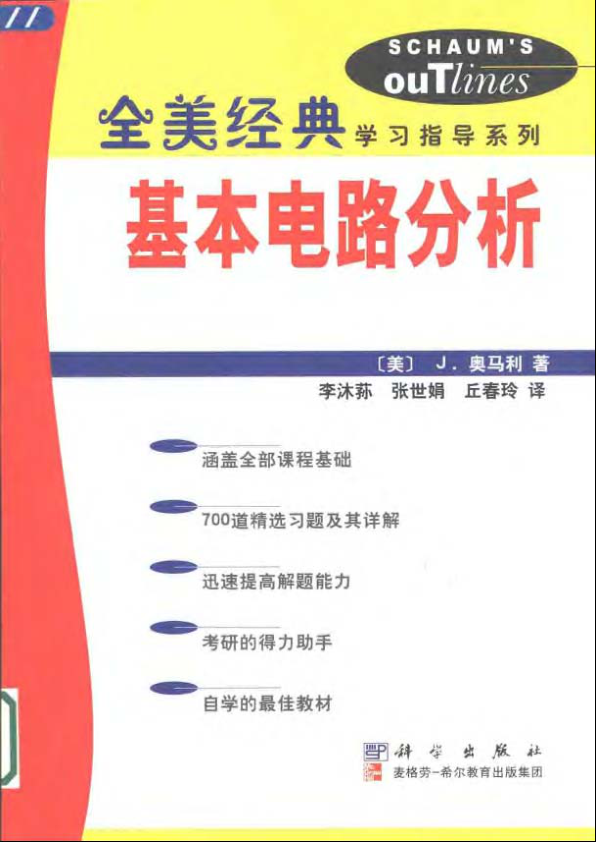 11
SCHAUM'S
ouTlines
全美经典学习指导系列
基本电路分析
〔美〕 J．奥马利 著
李沐荪 张世娟 丘春玲 译
涵盖全部课程基础
700道精选习题及其详解
迅速提高解题能力
考研的得力助手
自学的最佳教材
科学出版社
麦格劳-希尔教育出版集团